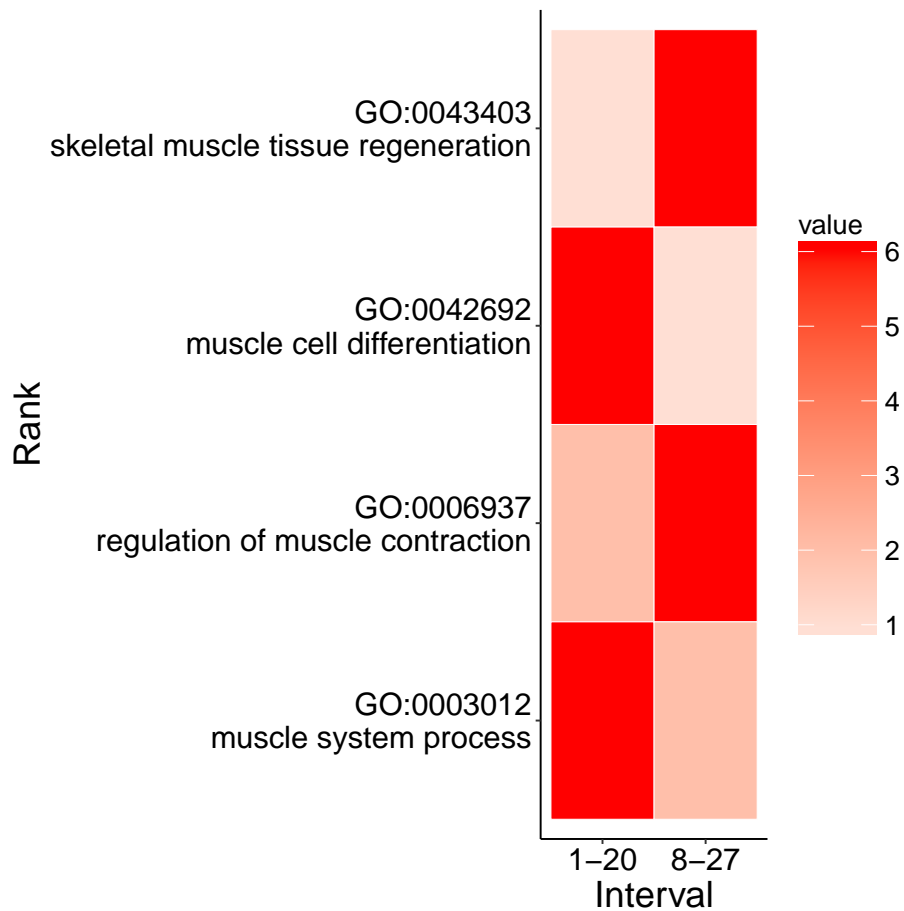 GO:0043403
skeletal muscle tissue regeneration
GO:0042692
muscle cell differentiation
GO:0006937
regulation of muscle contraction
GO:0003012
muscle system process
Rank
1–20 8–27
Interval
value
6
5
4
3
2
1